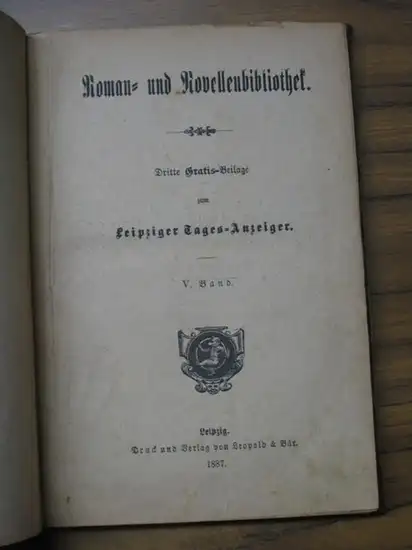 Roman- und Novellenbibliothek.
Dritte Gratis-Beilage
zum
Leipziger Tages-Anzeiger.
V. Band.
Leipzig.
Druck und Verlag von Leopold & Bär.
1887.